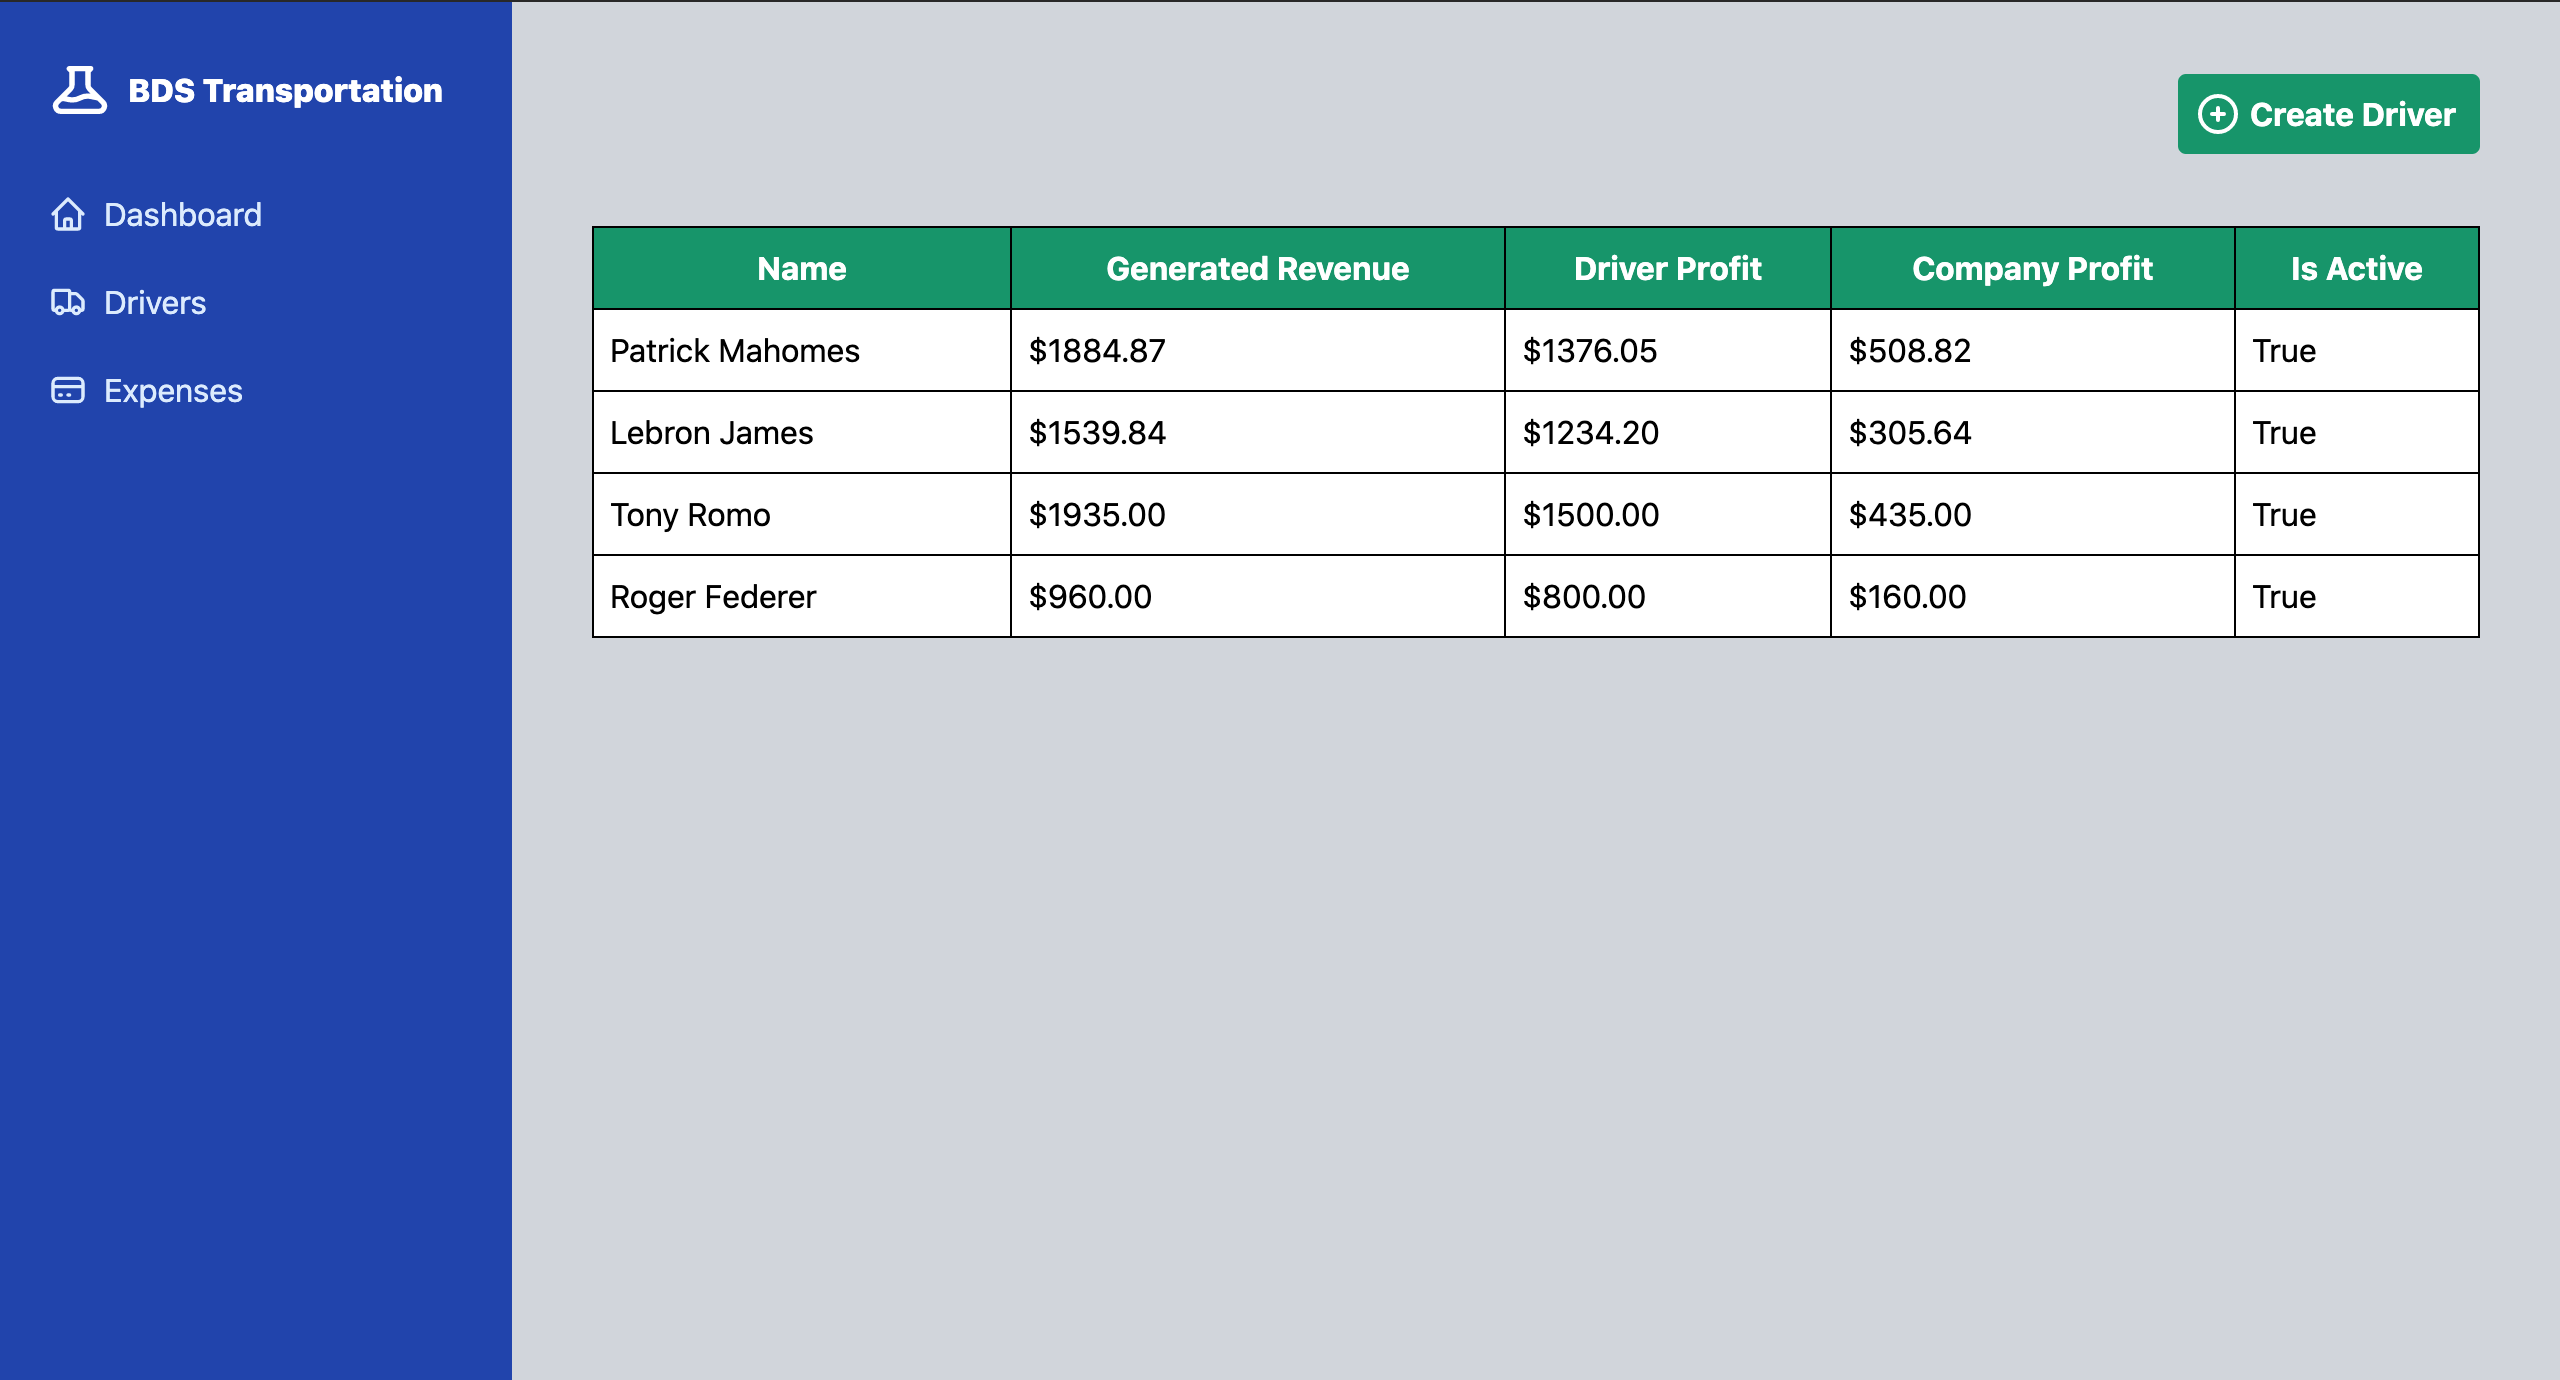 BDS Transportation
Dashboard
Drivers
Expenses
Create Driver
Name Generated Revenue Driver Profit Company Profit Is Active
Patrick Mahomes $1884.87 $1376.05 $508.82 True
Lebron James $1539.84 $1234.20 $305.64 True
Tony Romo $1935.00 $1500.00 $435.00 True
Roger Federer $960.00 $800.00 $160.00 True